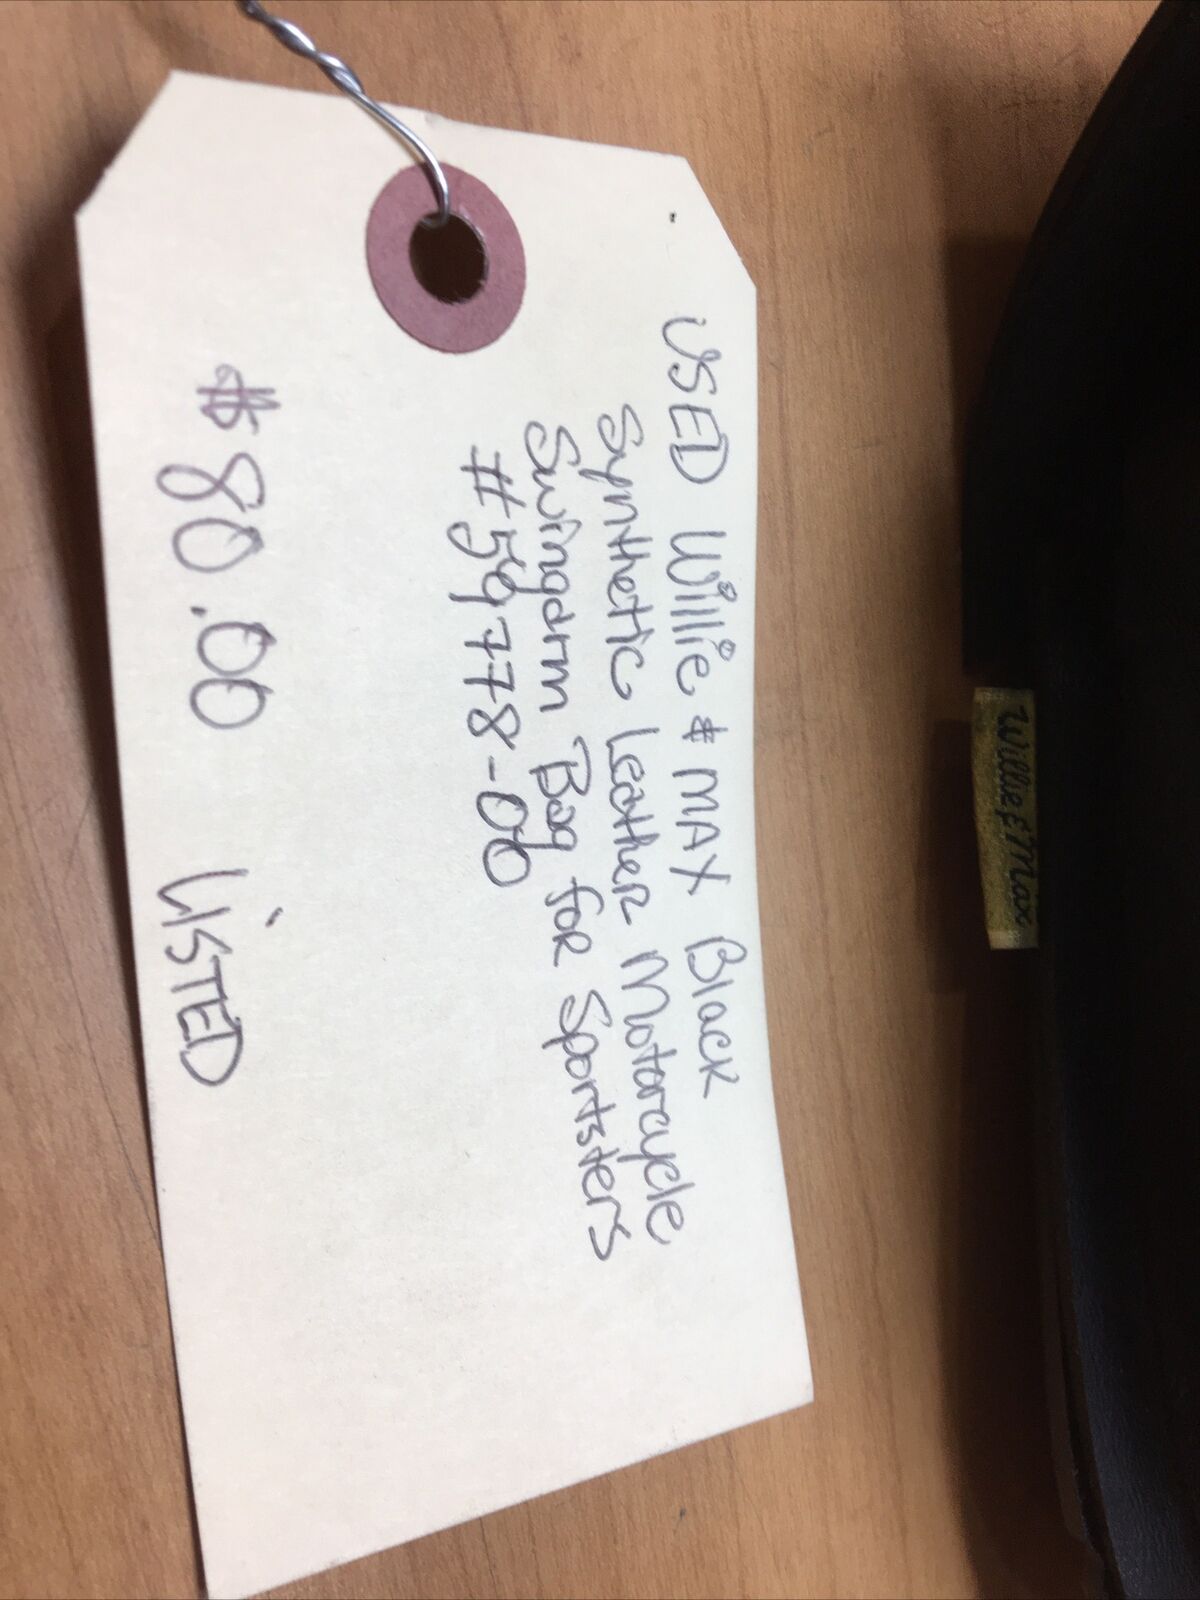 USED Willie & MAX Black
Synthetic Leather Motorcycle
Swingarm Bag for Sportsters
#59778-00
$80.00 LISTED
Willie & Max